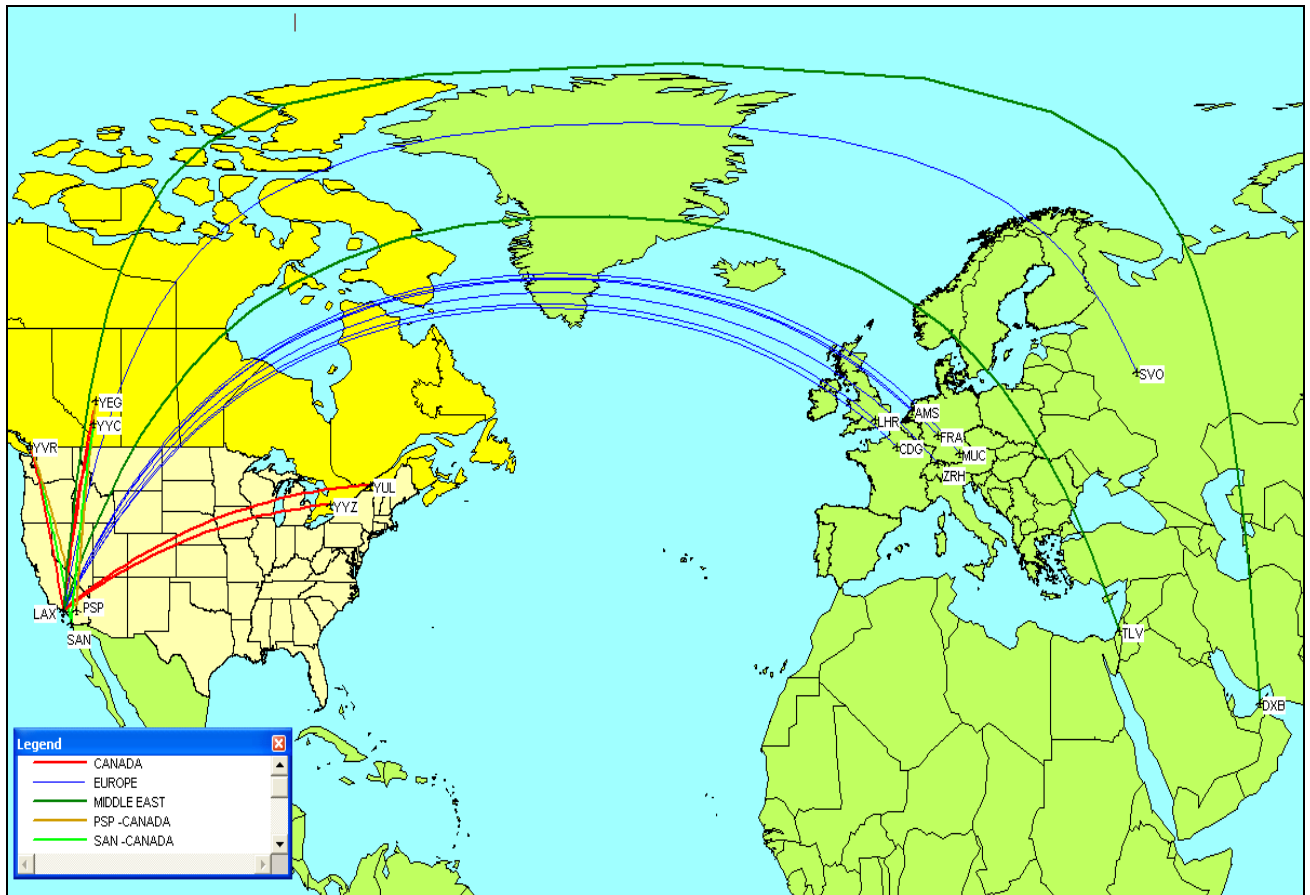 YEG
YYC
YVR
SVO
AMS
LHR
FRA
CDG
MUC
ZRH
YUL
YYZ
LAX
PSP
SAN
TLV
DXB
Legend
CANADA
EUROPE
MIDDLE EAST
PSP -CANADA
SAN -CANADA